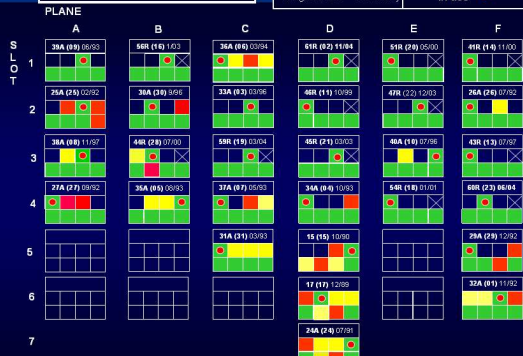 PLANE
A B C D E F
SLOT
1 39A (09) 06/93 56R (16) 1/03 36A (06) 03/94 61R (02) 11/04 51R (20) 05/00 41R (14) 11/00
2 25A (25) 02/92 30A (30) 9/96 33A (03) 03/96 46R (11) 10/99 47R (22) 12/03 26A (26) 07/92
3 38A (08) 11/97 44R (28) 07/00 59R (19) 03/04 45R (21) 03/03 40A (10) 07/96 43R (13) 07/97
4 27A (27) 09/92 35A (05) 08/93 37A (07) 05/93 34A (04) 10/93 54R (18) 01/01 60R (23) 06/04
5 31A (31) 03/93 15 (15) 10/90 29A (29) 12/92
6 17 (17) 12/89 32A (01) 11/92
7 24A (24) 07/91